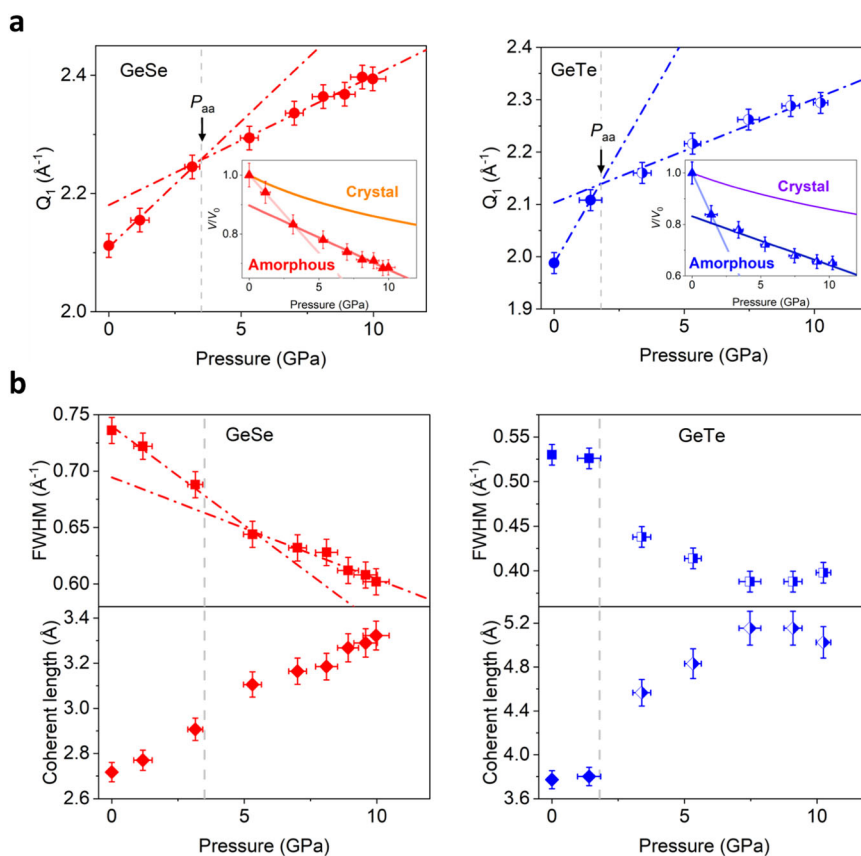 a
GeSe
P_aa
Q₁ (Å⁻¹)
2.4
2.2
2.1
2.0
0
5
10
Pressure (GPa)
V/V₀
1.0
0.8
Crystal
Amorphous
0
5
10
Pressure (GPa)
GeTe
P_aa
Q₁ (Å⁻¹)
2.4
2.3
2.2
2.1
2.0
1.9
0
5
10
Pressure (GPa)
V/V₀
1.0
0.8
0.6
Crystal
Amorphous
0
5
10
Pressure (GPa)
b
GeSe
FWHM (Å⁻¹)
0.75
0.70
0.65
0.60
Coherent length (Å)
3.4
3.2
3.0
2.8
2.6
0
5
10
Pressure (GPa)
GeTe
FWHM (Å⁻¹)
0.55
0.50
0.45
0.40
Coherent length (Å)
5.2
4.8
4.4
4.0
3.6
0
5
10
Pressure (GPa)